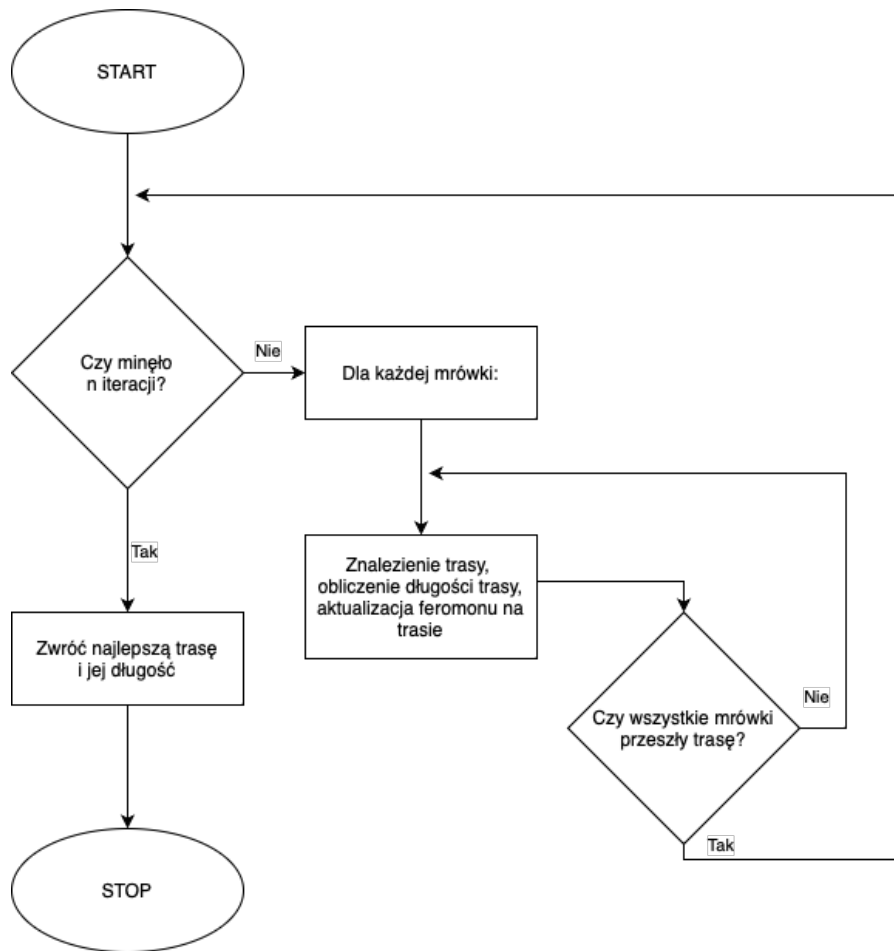 START
Czy minęło
n iteracji?
Nie
Dla każdej mrówki:
Tak
Znalezienie trasy,
obliczenie długości trasy,
aktualizacja feromonu na
trasie
Zwróć najlepszą trasę
i jej długość
Czy wszystkie mrówki
przeszły trasę?
Nie
Tak
STOP